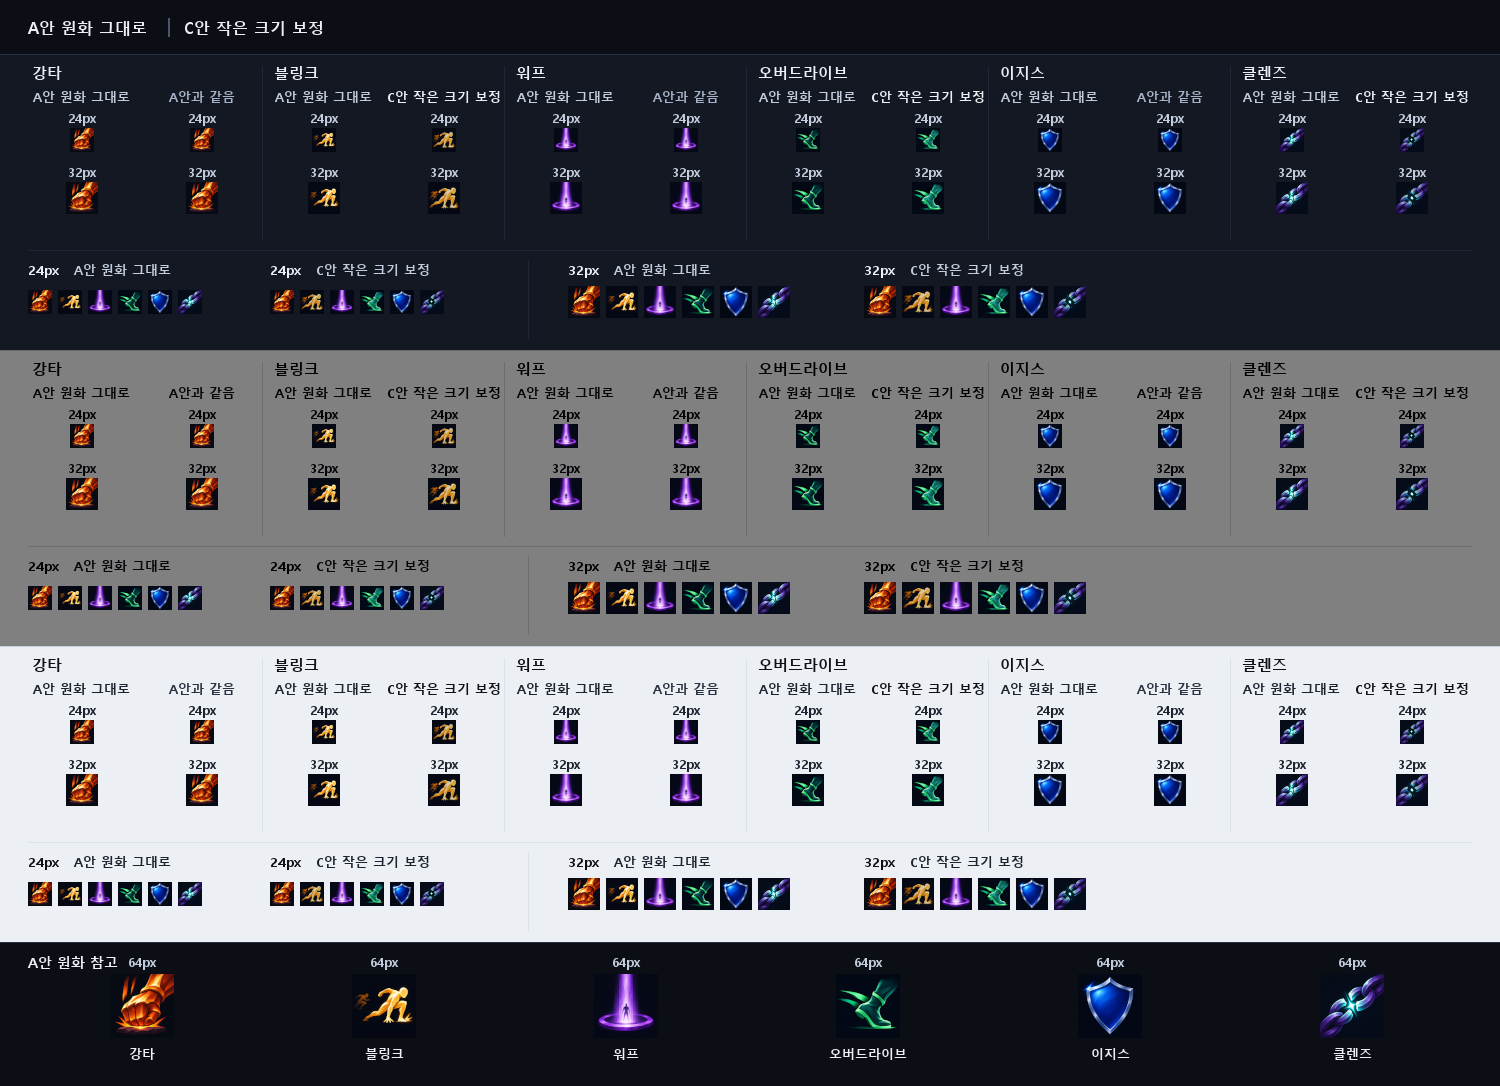 A안 원화 그대로 | C안 작은 크기 보정
강타 블링크 워프 오버드라이브 이지스 클렌즈
A안 원화 그대로 A안과 같음 A안 원화 그대로 C안 작은 크기 보정 A안 원화 그대로 A안과 같음 A안 원화 그대로 C안 작은 크기 보정 A안 원화 그대로 A안과 같음 A안 원화 그대로 C안 작은 크기 보정
24px 24px 24px 24px 24px 24px 24px 24px 24px 24px 24px 24px
32px 32px 32px 32px 32px 32px 32px 32px 32px 32px 32px 32px
24px A안 원화 그대로 24px C안 작은 크기 보정 32px A안 원화 그대로 32px C안 작은 크기 보정
강타 블링크 워프 오버드라이브 이지스 클렌즈
A안 원화 그대로 A안과 같음 A안 원화 그대로 C안 작은 크기 보정 A안 원화 그대로 A안과 같음 A안 원화 그대로 C안 작은 크기 보정 A안 원화 그대로 A안과 같음 A안 원화 그대로 C안 작은 크기 보정
24px 24px 24px 24px 24px 24px 24px 24px 24px 24px 24px 24px
32px 32px 32px 32px 32px 32px 32px 32px 32px 32px 32px 32px
24px A안 원화 그대로 24px C안 작은 크기 보정 32px A안 원화 그대로 32px C안 작은 크기 보정
강타 블링크 워프 오버드라이브 이지스 클렌즈
A안 원화 그대로 A안과 같음 A안 원화 그대로 C안 작은 크기 보정 A안 원화 그대로 A안과 같음 A안 원화 그대로 C안 작은 크기 보정 A안 원화 그대로 A안과 같음 A안 원화 그대로 C안 작은 크기 보정
24px 24px 24px 24px 24px 24px 24px 24px 24px 24px 24px 24px
32px 32px 32px 32px 32px 32px 32px 32px 32px 32px 32px 32px
24px A안 원화 그대로 24px C안 작은 크기 보정 32px A안 원화 그대로 32px C안 작은 크기 보정
A안 원화 참고 64px 64px 64px 64px 64px 64px
강타 블링크 워프 오버드라이브 이지스 클렌즈